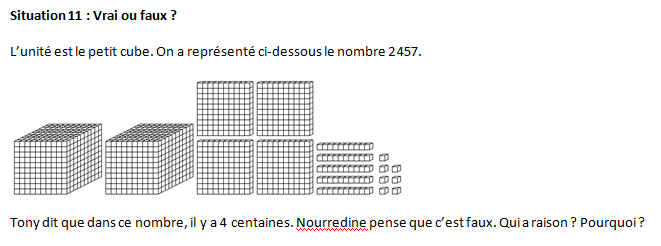 Situation 11 : Vrai ou faux ?
L'unité est le petit cube. On a représenté ci-dessous le nombre 2457.
Tony dit que dans ce nombre, il y a 4 centaines. Nourredine pense que c'est faux. Qui a raison ? Pourquoi ?